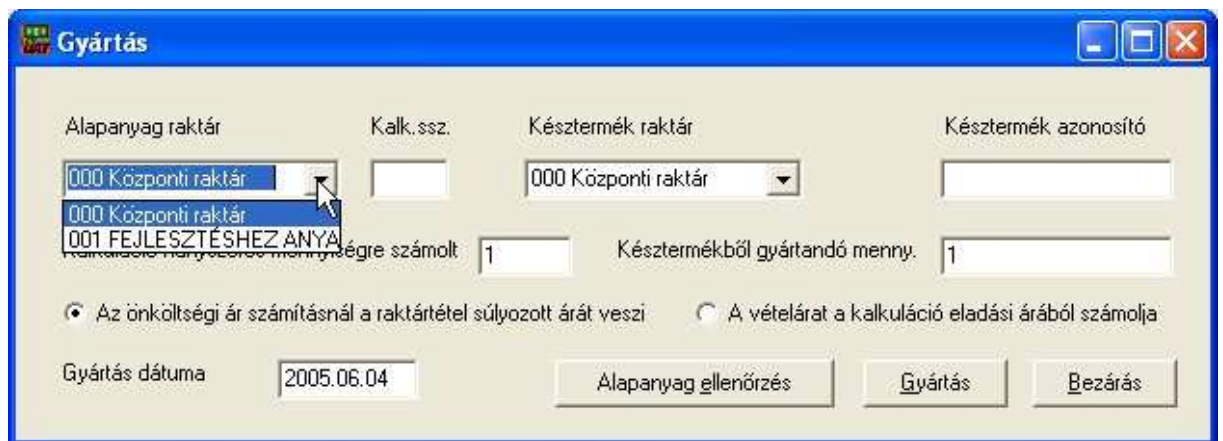 Gyártás
Alapanyag raktár Kalk.ssz. Késztermék raktár Késztermék azonosító
000 Központi raktár 000 Központi raktár
000 Központi raktár
001 FEJLESZTÉSHEZ ANYA
mennyiségre számolt 1 Késztermékből gyártandó menny. 1
Az önköltségi ár számításnál a raktártétel súlyozott árát veszi A vételárat a kalkuláció eladási árából számolja
Gyártás dátuma 2005.06.04 Alapanyag ellenőrzés Gyártás Bezárás